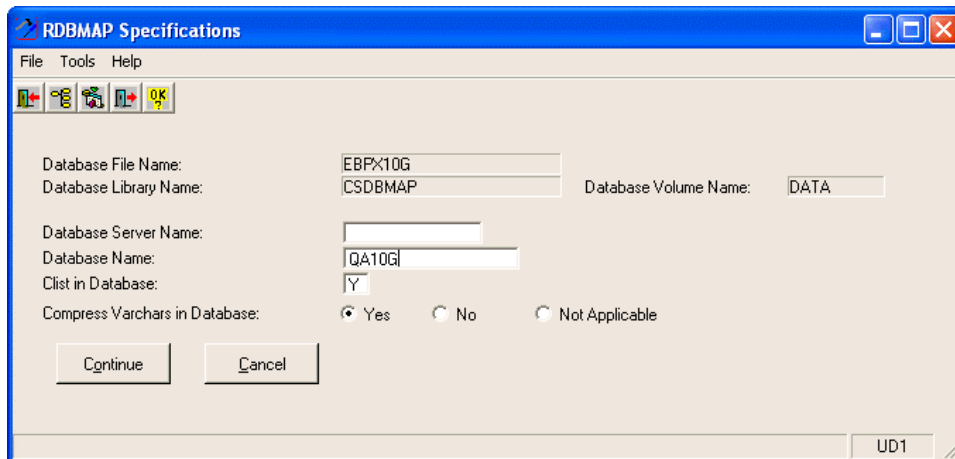 RDBMAP Specifications
File Tools Help
OK ?
Database File Name: EBPX10G
Database Library Name: CSDBMAP Database Volume Name: DATA
Database Server Name:
Database Name: QA10G
Clist in Database: Y
Compress Varchars in Database: Yes No Not Applicable
Continue Cancel
UD1